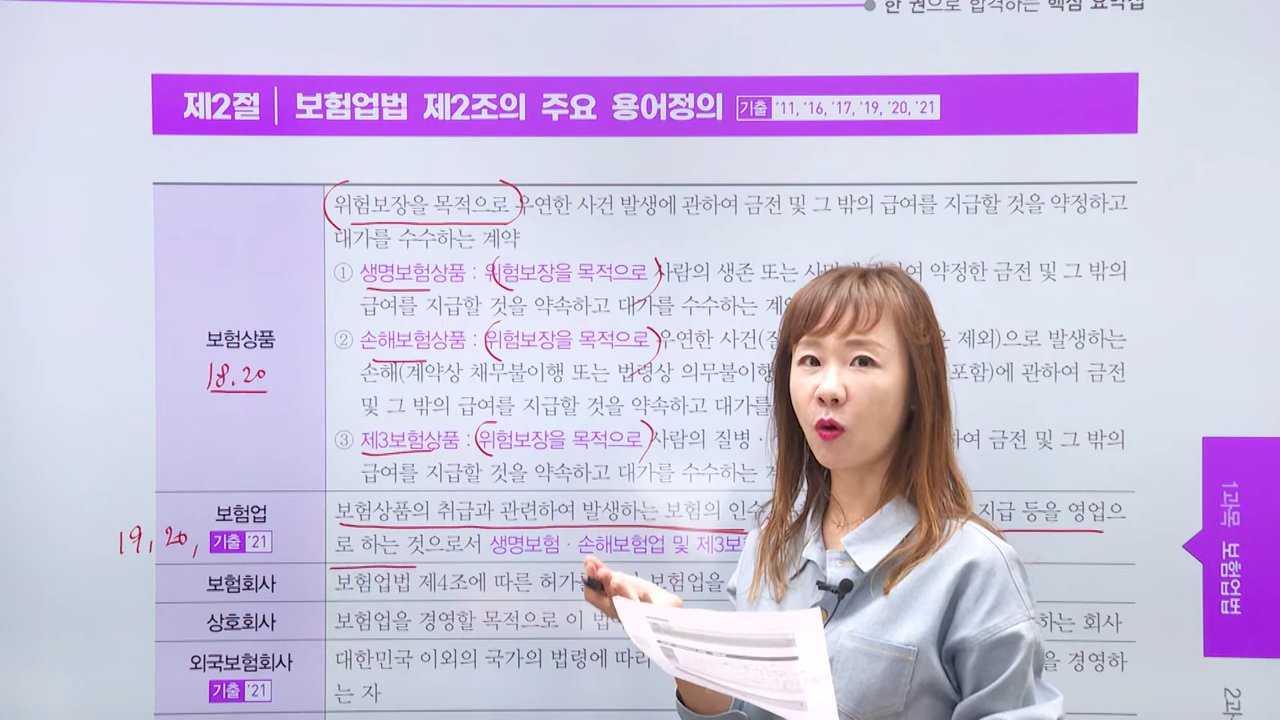 한 권으로 합격하는 핵심 요약집
제2절 | 보험업법 제2조의 주요 용어정의 기출 '11, '16, '17, '19, '20, '21
보험상품
18. 20
위험보장을 목적으로 우연한 사건 발생에 관하여 금전 및 그 밖의 급여를 지급할 것을 약정하고
대가를 수수하는 계약
① 생명보험상품 : 위험보장을 목적으로 사람의 생존 또는 약정한 금전 및 그 밖의
급여를 지급할 것을 약속하고 대가를 수수하는
② 손해보험상품 : 위험보장을 목적으로 우연한 사건( 제외)으로 발생하는
손해(계약상 채무불이행 또는 법령상 의무불이행 포함)에 관하여 금전
및 그 밖의 급여를 지급할 것을 약속하고 대가를
③ 제3보험상품 : 위험보장을 목적으로 사람의 질병 · 금전 및 그 밖의
급여를 지급할 것을 약속하고 대가를 수수하는
보험업
19, 20, 기출 '21
보험상품의 취급과 관련하여 발생하는 보험의 인수 지급 등을 영업으
로 하는 것으로서 생명보험 · 손해보험업 및 제3보
보험회사
보험업법 제4조에 따른 보험업을
상호회사
보험업을 경영할 목적으로 이 하는 회사
외국보험회사
기출 '21
대한민국 이외의 국가의 법령에 따라 을 경영하
는 자
1과목 보험업법
2과